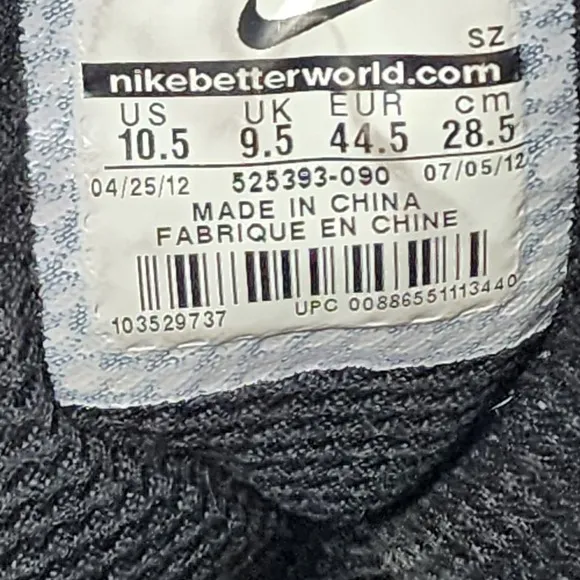 SZ
nikebetterworld.com
US UK EUR cm
10.5 9.5 44.5 28.5
04/25/12 525393-090 07/05/12
MADE IN CHINA
FABRIQUE EN CHINE
103529737 UPC 00886551113440